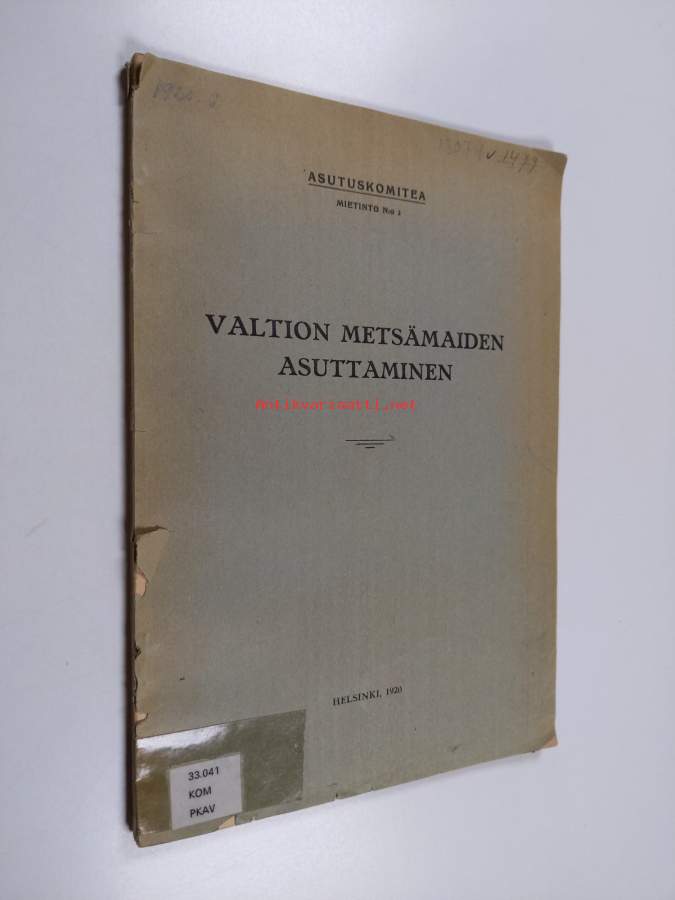 ASUTUSKOMITEA
MIETINTÖ N:o 1
VALTION METSÄMAIDEN
ASUTTAMINEN
Antikvariaatti.net
HELSINKI, 1920
33.041
KOM
PKAV